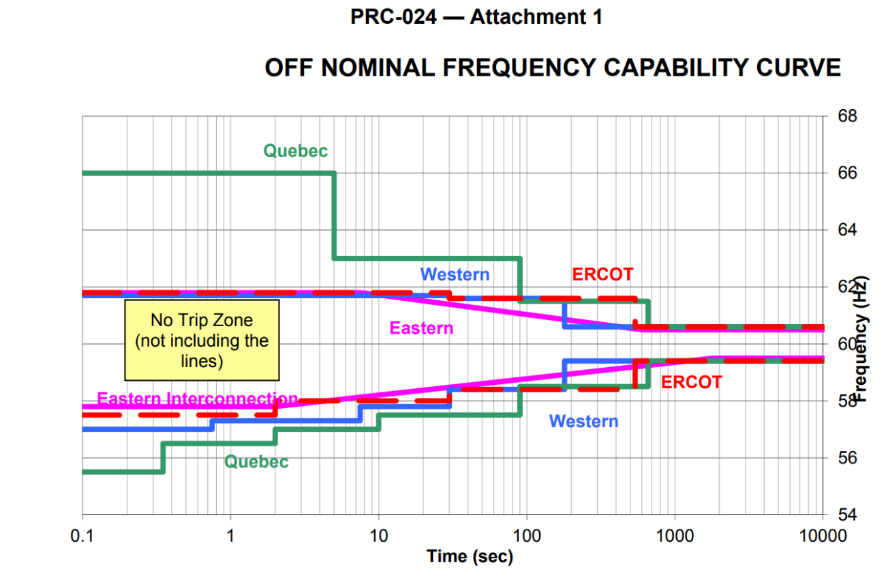 PRC-024 — Attachment 1
OFF NOMINAL FREQUENCY CAPABILITY CURVE
68
Quebec
66
64
Western
ERCOT
62
No Trip Zone
(not including the
lines)
Eastern
60
Frequency (Hz)
ERCOT
Eastern Interconnection
58
Western
Quebec
56
54
0.1 1 10 100 1000 10000
Time (sec)